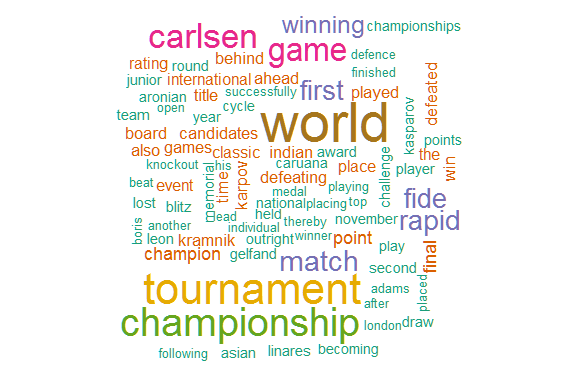 winning championships
carlsen game
behind defence
rating round finished
junior international ahead
successfully first played defeated
aronian title
open cycle
team year world kasparov
board candidates points
also games classic indian award the
knockout his caruana place challenge player win
beat event time karpov defeating
memorial medal playing
lost blitz national placing top fide
lead held november rapid
boris another individual thereby
leon kramnik outright winner point play final
champion gelfand match second
tournament adams placed
after
championship london draw
following asian linares becoming